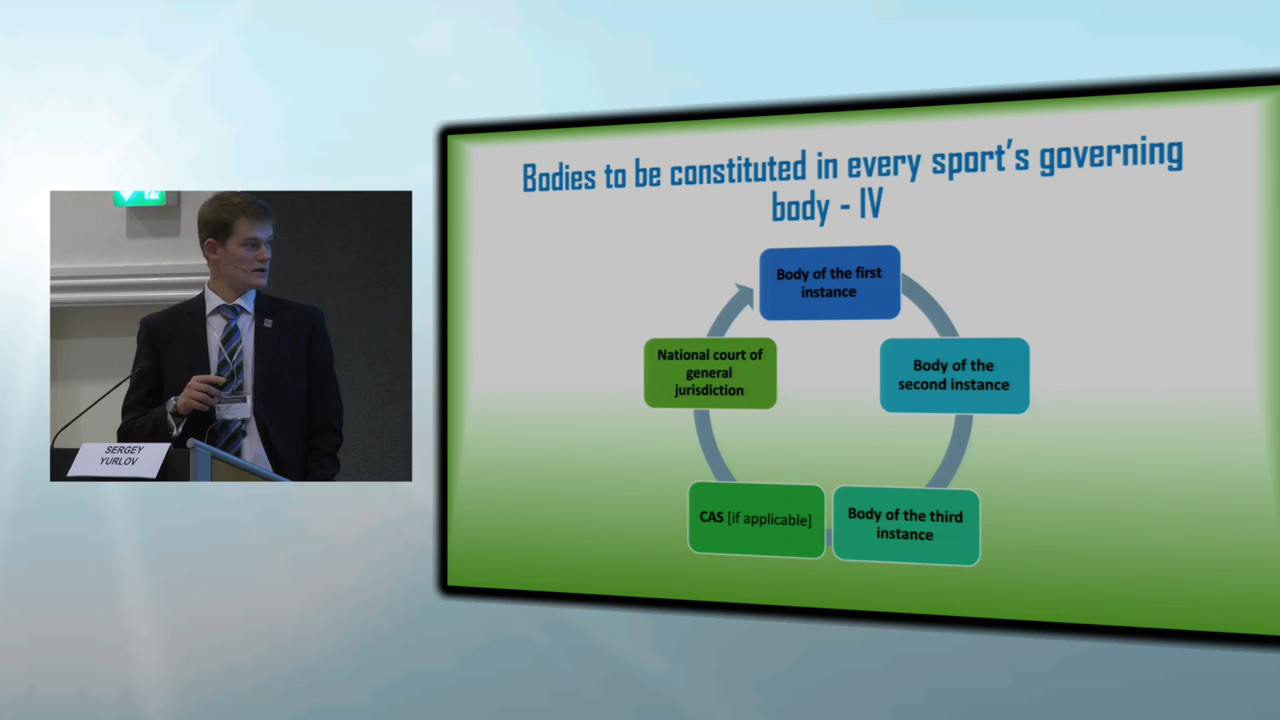 SERGEY
YURLOV
Bodies to be constituted in every sport's governing
body - IV
Body of the first
instance
Body of the
second instance
Body of the third
instance
CAS [if applicable]
National court of
general
jurisdiction